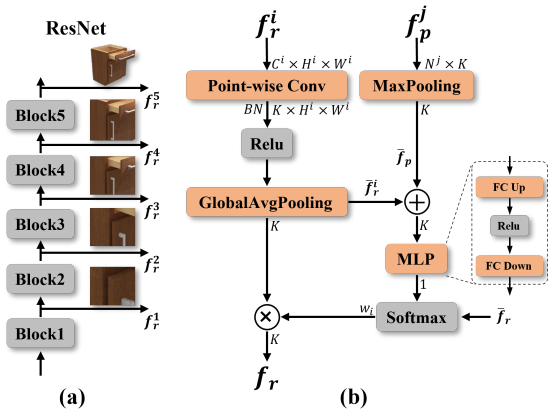 ResNet
f_r^5
Block5
f_r^4
Block4
f_r^3
Block3
f_r^2
Block2
f_r^1
Block1
(a)
f_r^i
f_p^j
C^i × H^i × W^i
N^j × K
Point-wise Conv
MaxPooling
BN
K × H^i × W^i
K
Relu
f̄_p
GlobalAvgPooling
f̄_r^i
+
K
K
MLP
1
FC Up
Relu
FC Down
w_i
Softmax
f̄_r
×
K
f_r
(b)